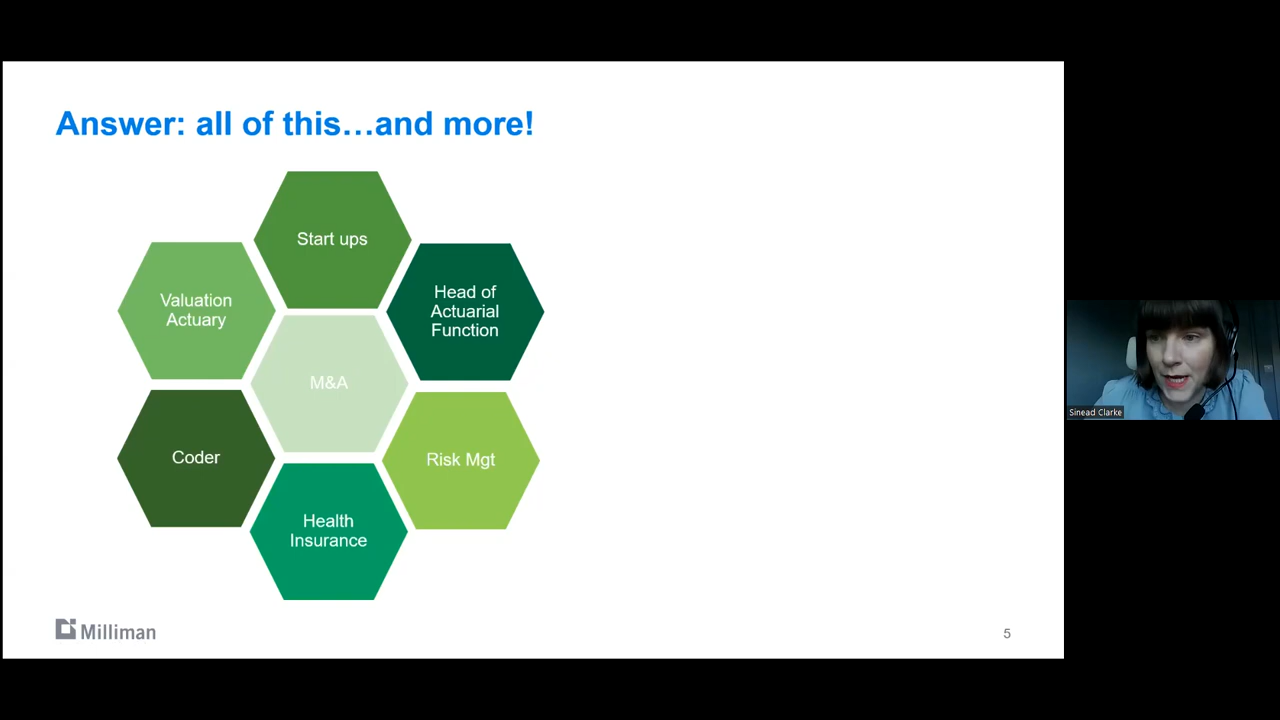 Answer: all of this…and more!
Start ups
Valuation
Actuary
Head of
Actuarial
Function
M&A
Coder
Risk Mgt
Health
Insurance
Milliman
5
Sinead Clarke